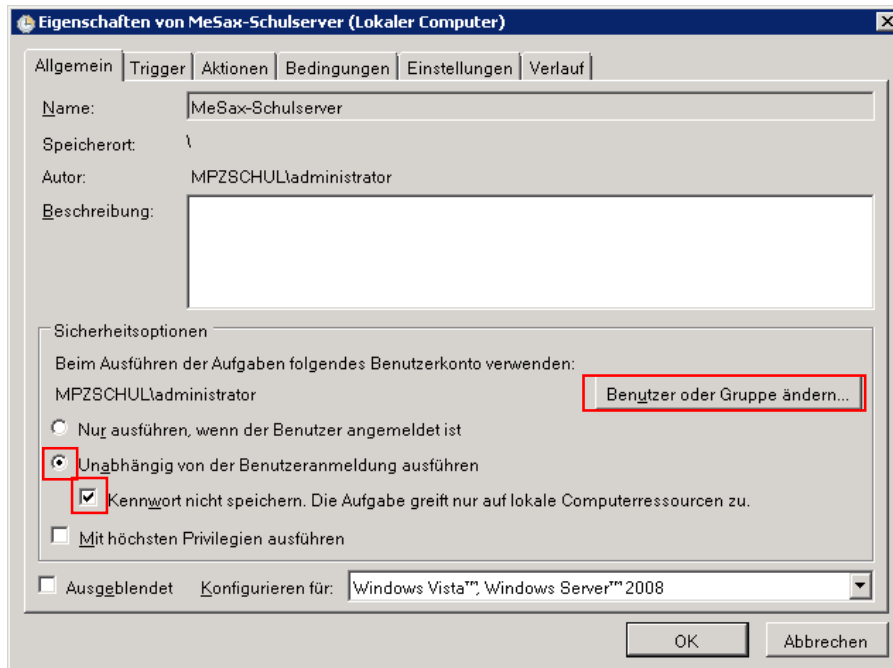 Eigenschaften von MeSax-Schulserver (Lokaler Computer)
Allgemein Trigger Aktionen Bedingungen Einstellungen Verlauf
Name: MeSax-Schulserver
Speicherort: \
Autor: MPZSCHUL\administrator
Beschreibung:
Sicherheitsoptionen
Beim Ausführen der Aufgaben folgendes Benutzerkonto verwenden:
MPZSCHUL\administrator Benutzer oder Gruppe ändern...
Nur ausführen, wenn der Benutzer angemeldet ist
Unabhängig von der Benutzeranmeldung ausführen
Kennwort nicht speichern. Die Aufgabe greift nur auf lokale Computerressourcen zu.
Mit höchsten Privilegien ausführen
Ausgeblendet Konfigurieren für: Windows Vista™, Windows Server™ 2008
OK Abbrechen